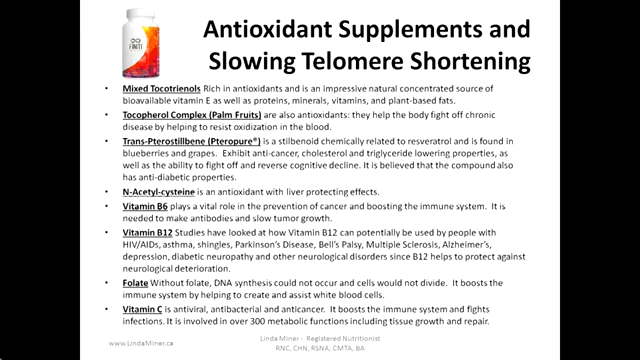 Antioxidant Supplements and
Slowing Telomere Shortening
FINITI
• Mixed Tocotrienols Rich in antioxidants and is an impressive natural concentrated source of
bioavailable vitamin E as well as proteins, minerals, vitamins, and plant-based fats.
• Tocopherol Complex (Palm Fruits) are also antioxidants: they help the body fight off chronic
disease by helping to resist oxidization in the blood.
• Trans-Pterostillbene (Pteropure®) is a stilbenoid chemically related to resveratrol and is found in
blueberries and grapes. Exhibit anti-cancer, cholesterol and triglyceride lowering properties, as
well as the ability to fight off and reverse cognitive decline. It is believed that the compound also
has anti-diabetic properties.
• N-Acetyl-cysteine is an antioxidant with liver protecting effects.
• Vitamin B6 plays a vital role in the prevention of cancer and boosting the immune system. It is
needed to make antibodies and slow tumor growth.
• Vitamin B12 Studies have looked at how Vitamin B12 can potentially be used by people with
HIV/AIDs, asthma, shingles, Parkinson's Disease, Bell's Palsy, Multiple Sclerosis, Alzheimer's,
depression, diabetic neuropathy and other neurological disorders since B12 helps to protect against
neurological deterioration.
• Folate Without folate, DNA synthesis could not occur and cells would not divide. It boosts the
immune system by helping to create and assist white blood cells.
• Vitamin C is antiviral, antibacterial and anticancer. It boosts the immune system and fights
infections. It is involved in over 300 metabolic functions including tissue growth and repair.
www.LindaMiner.ca
Linda Miner - Registered Nutritionist
RNC, CHN, RSNA, CMTA, BA